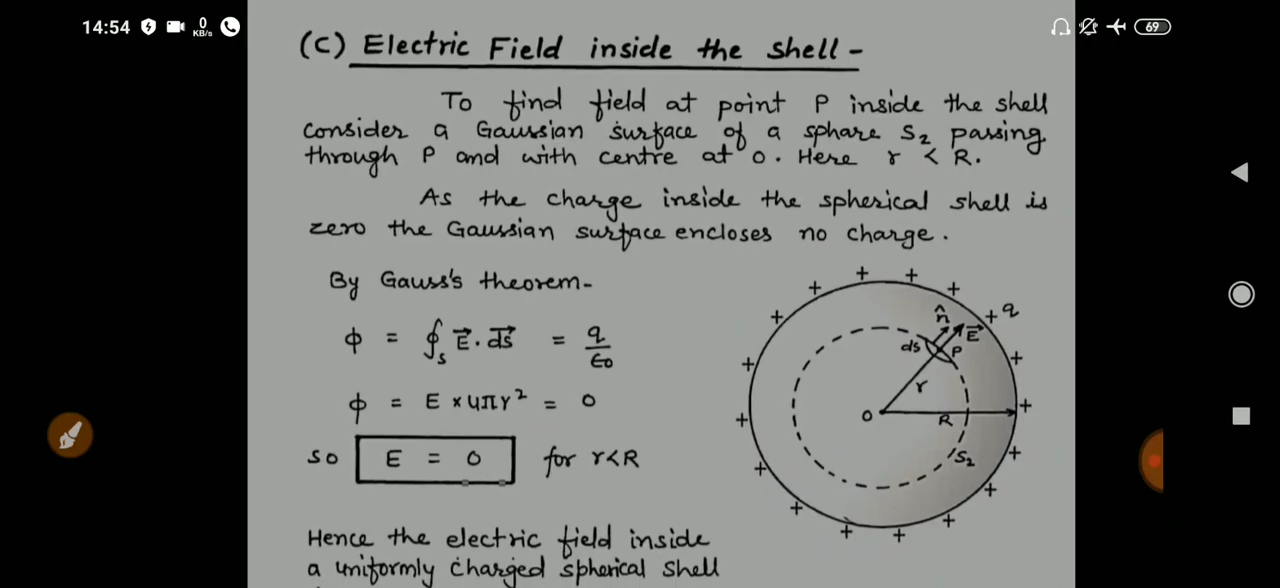 14:54 0 KB/s 69
(C) Electric Field inside the shell -
To find field at point P inside the shell
consider a Gaussian surface of a sphare S₂ passing
through P and with centre at O. Here r < R.
As the charge inside the spherical shell is
zero the Gaussian surface encloses no charge.
By Gauss's theorem-
ϕ = ∮ₛ E⃗. ds⃗ = q/ε₀
ϕ = E × 4πr² = 0
so E = 0 for r<R
Hence the electric field inside
a uniformly charged spherical shell
+ + + + + + + + + + + + + + + + + + +
q
n̂
E⃗
ds
P
r
O
R
S₂